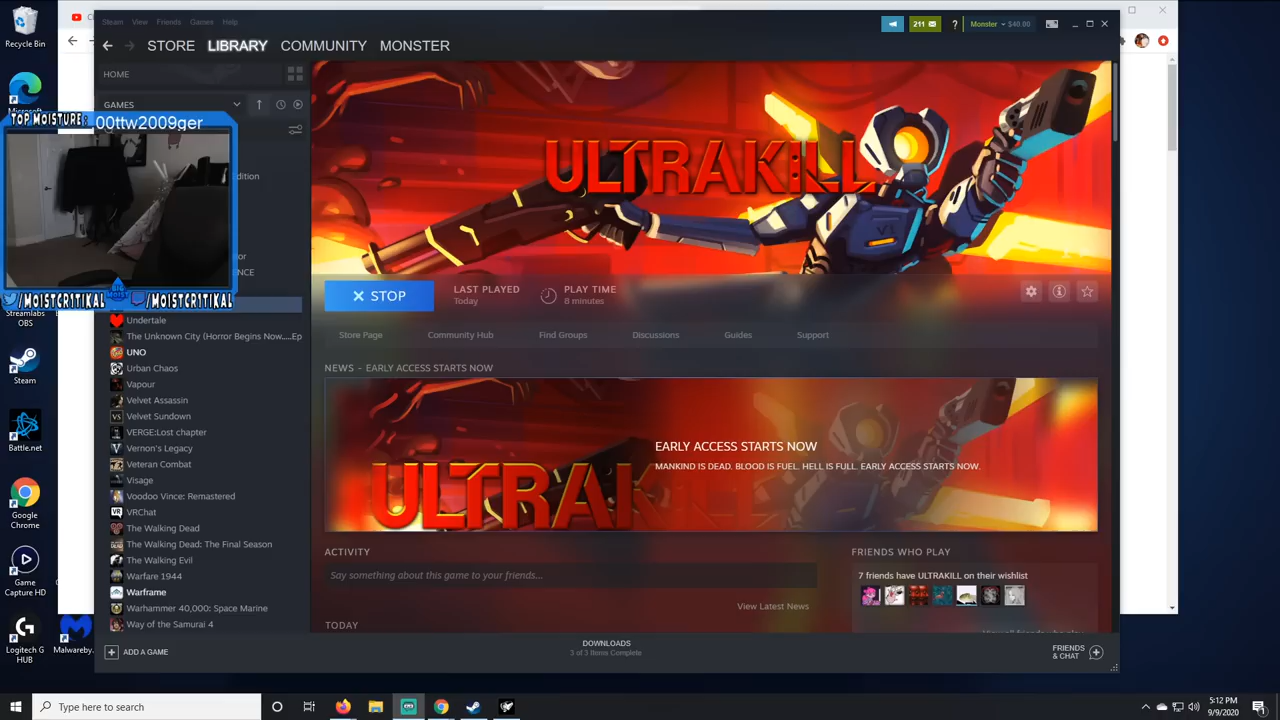 Recycle Bin
Microsoft
Streamlabs
OBS
Steam
Battle.net
Google
Chrome
Game
Capture HD
Logitech G
HUB
Malwareby...
Steam View Friends Games Help
211
?
Monster $40.00
STORE LIBRARY COMMUNITY MONSTER
HOME
GAMES
TOP MOISTURE:
00ttw2009ger
BIG
MOIST
/MOISTCR1TIKAL
/MOISTCR1TIKAL
Undertale
The Unknown City (Horror Begins Now.....Ep
UNO
Urban Chaos
Vapour
Velvet Assassin
VS Velvet Sundown
VERGE:Lost chapter
Vernon's Legacy
Veteran Combat
Visage
Voodoo Vince: Remastered
VRChat
The Walking Dead
The Walking Dead: The Final Season
The Walking Evil
Warfare 1944
Warframe
Warhammer 40,000: Space Marine
Way of the Samurai 4
ADD A GAME
ULTRAKILL
V1
STOP
LAST PLAYED
Today
PLAY TIME
8 minutes
Store Page Community Hub Find Groups Discussions Guides Support
NEWS - EARLY ACCESS STARTS NOW
EARLY ACCESS STARTS NOW
MANKIND IS DEAD. BLOOD IS FUEL. HELL IS FULL. EARLY ACCESS STARTS NOW.
ACTIVITY
Say something about this game to your friends...
View Latest News
TODAY
FRIENDS WHO PLAY
7 friends have ULTRAKILL on their wishlist
DOWNLOADS
3 of 3 Items Complete
FRIENDS
& CHAT
Type here to search
5:12 PM
9/9/2020